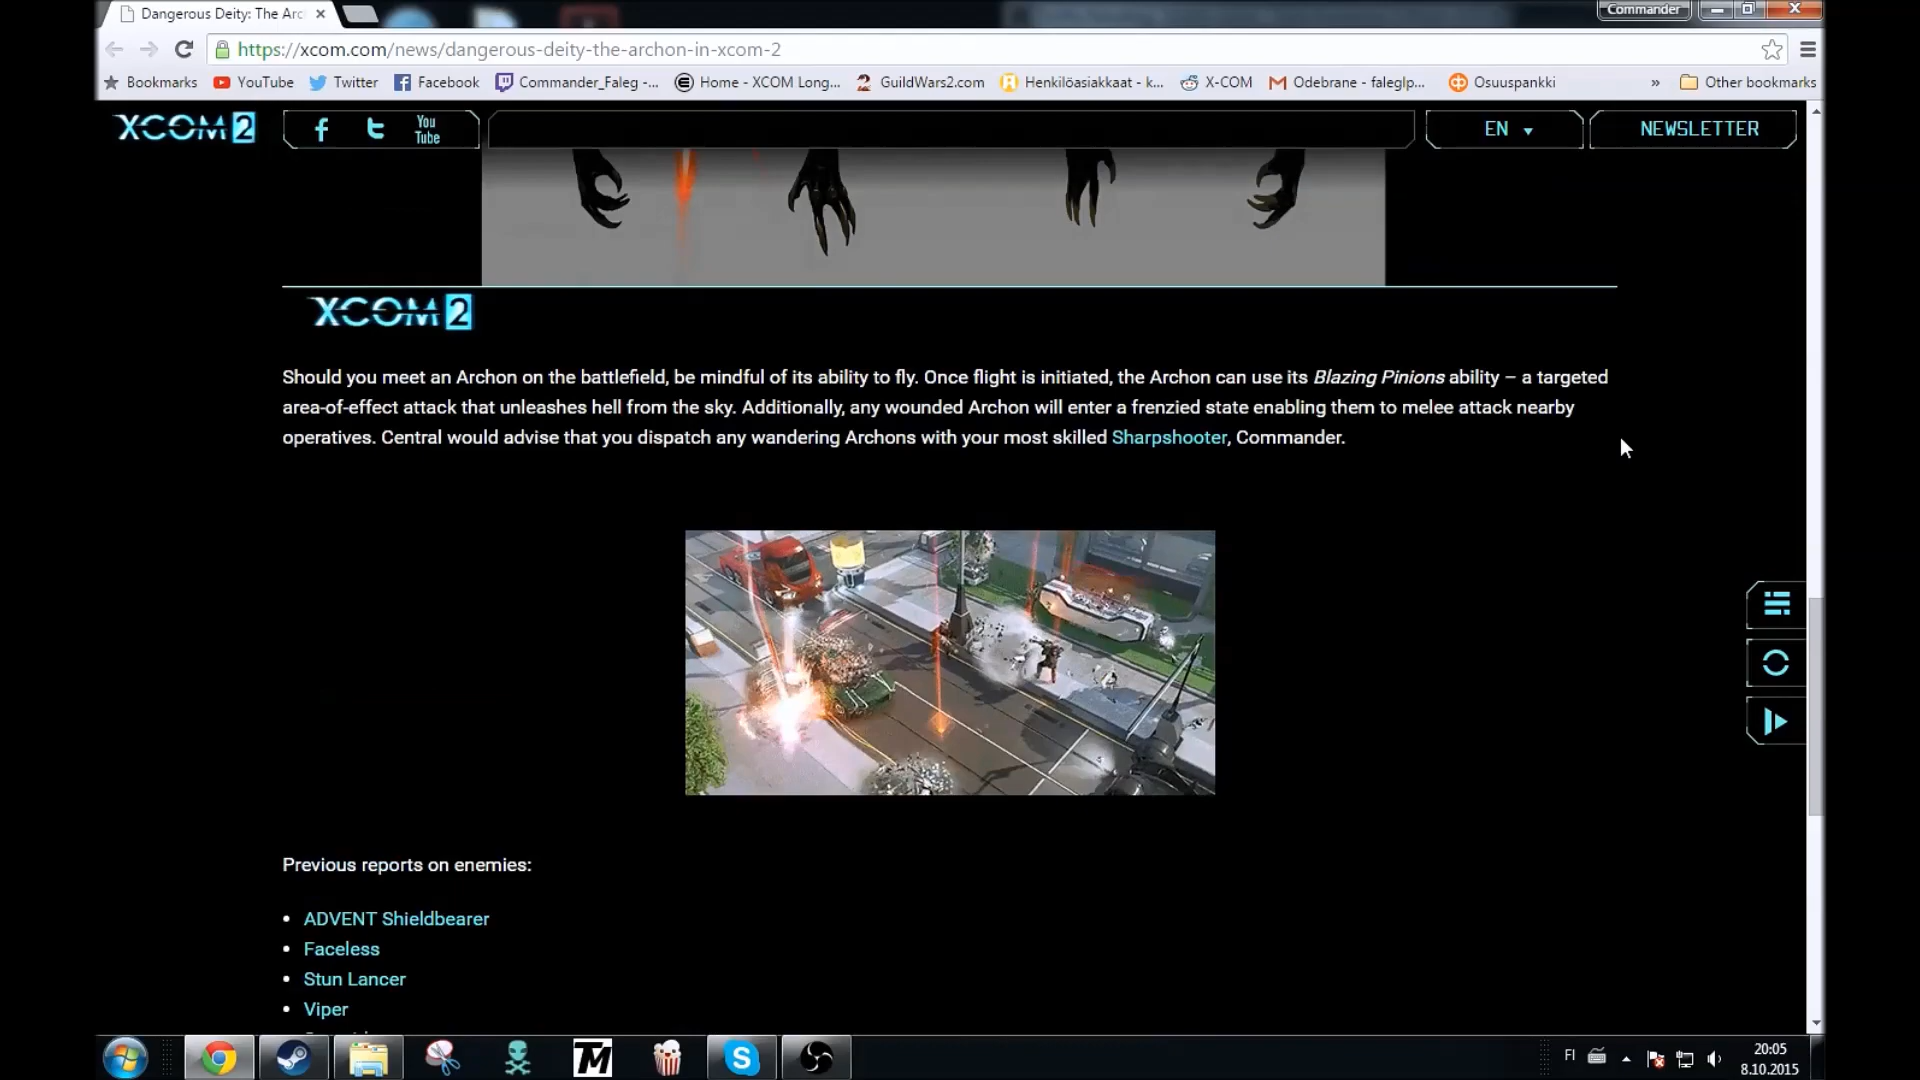 Dangerous Deity: The Arc
Commander
https://xcom.com/news/dangerous-deity-the-archon-in-xcom-2
Bookmarks YouTube Twitter Facebook Commander_Faleg -... Home - XCOM Long... GuildWars2.com Henkilöasiakkaat - k... X-COM Odebrane - faleglp... Osuuspankki » Other bookmarks
XCOM 2 You Tube EN NEWSLETTER
XCOM 2
Should you meet an Archon on the battlefield, be mindful of its ability to fly. Once flight is initiated, the Archon can use its Blazing Pinions ability – a targeted
area-of-effect attack that unleashes hell from the sky. Additionally, any wounded Archon will enter a frenzied state enabling them to melee attack nearby
operatives. Central would advise that you dispatch any wandering Archons with your most skilled Sharpshooter, Commander.
Previous reports on enemies:
• ADVENT Shieldbearer
• Faceless
• Stun Lancer
• Viper
TM
FI
20:05
8.10.2015